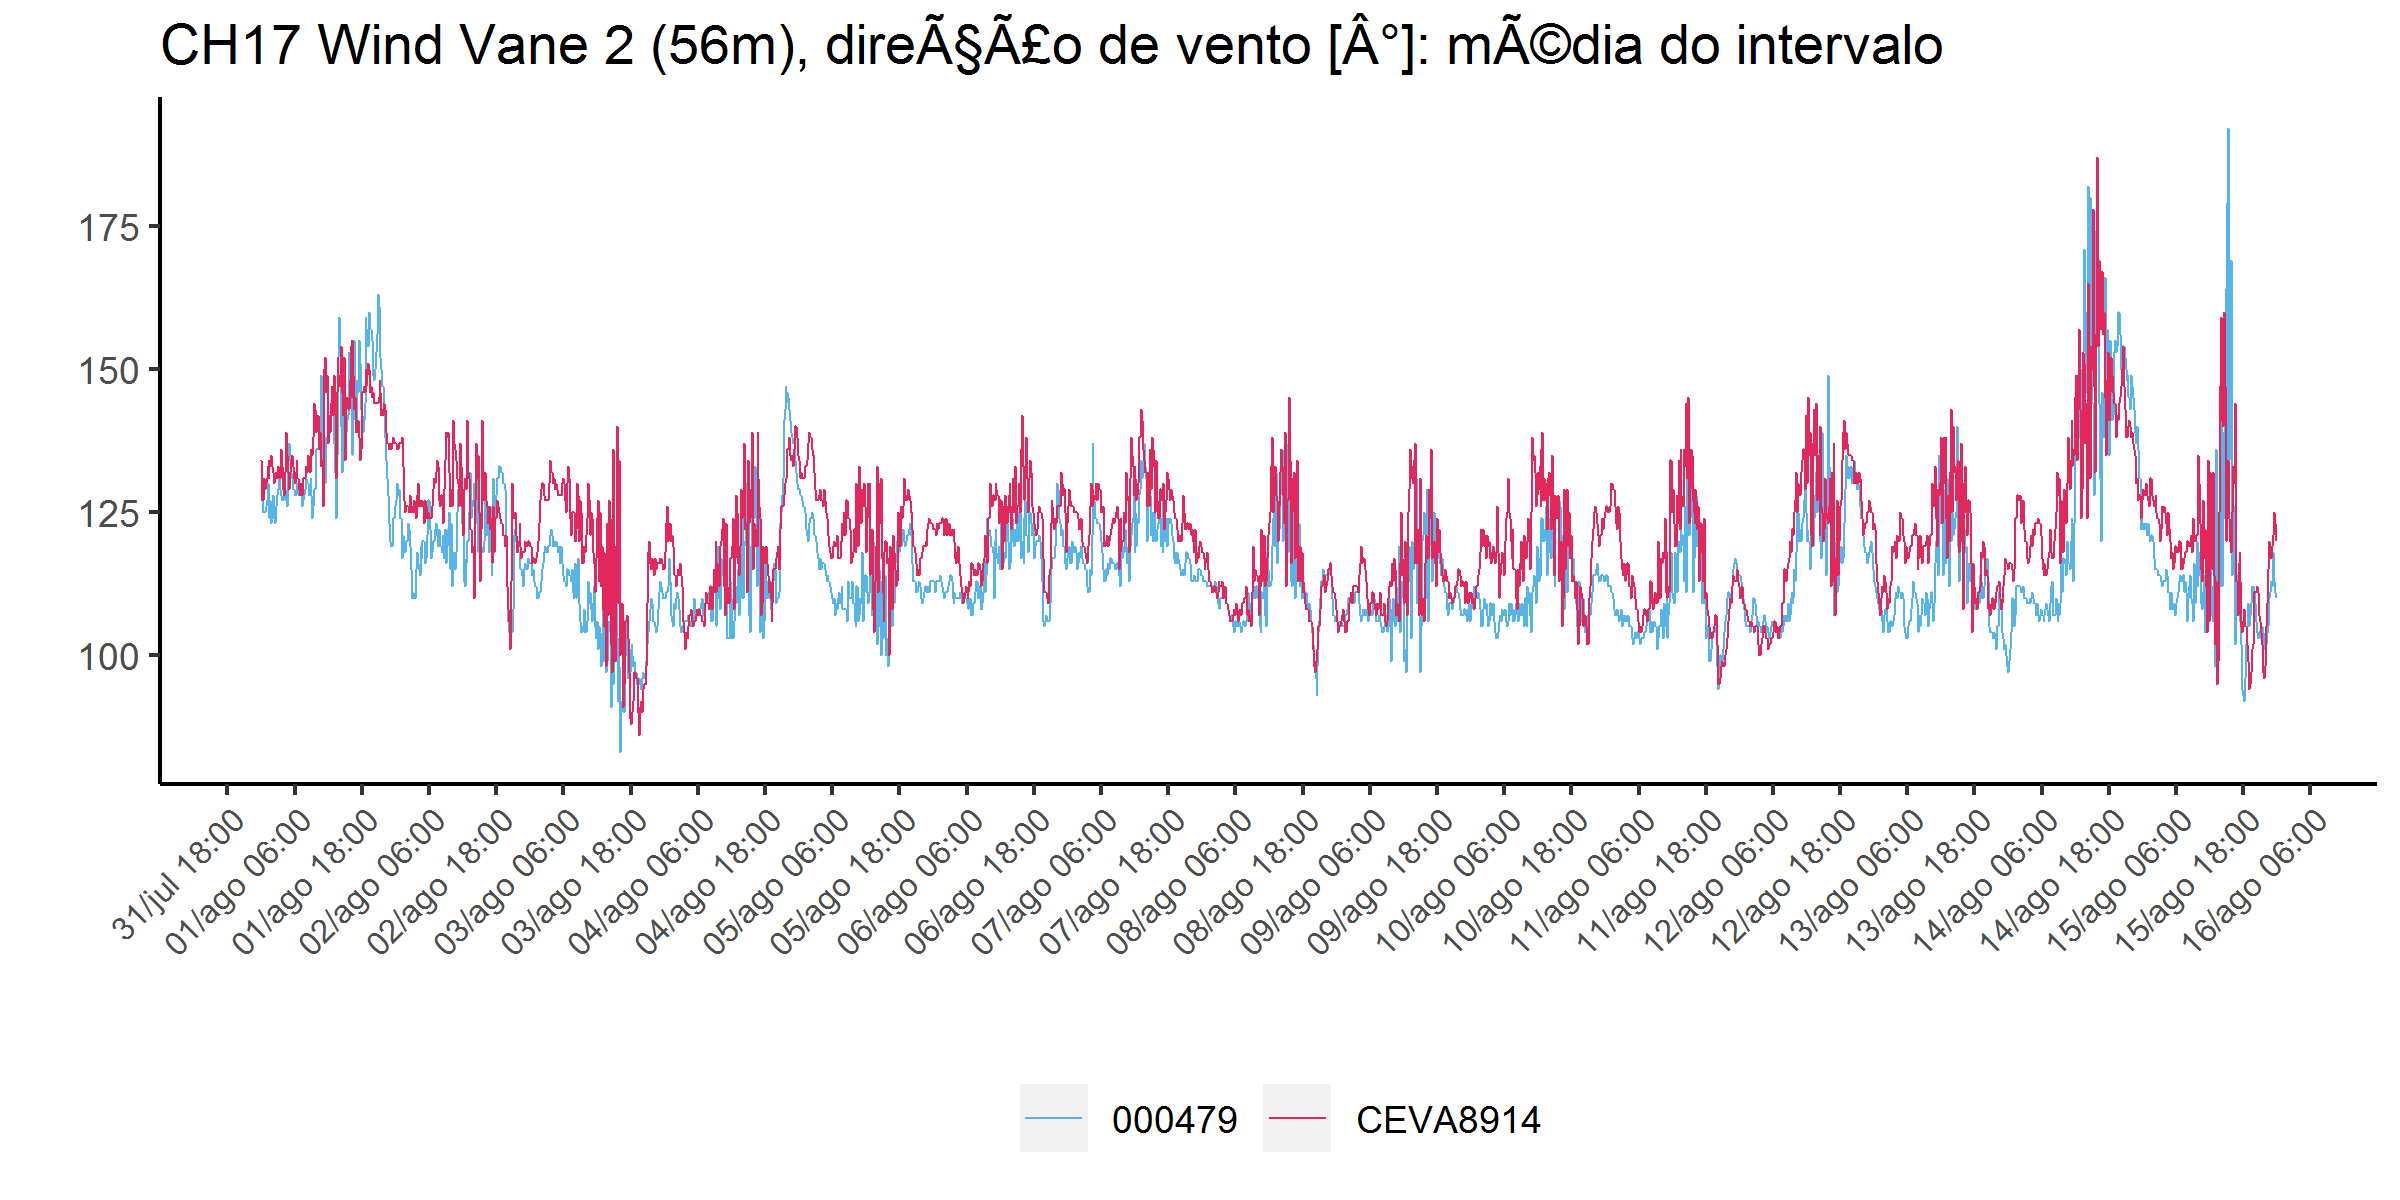 CH17 Wind Vane 2 (56m), direÃ§Ã£o de vento [Â°]: mÃ©dia do intervalo
175
150
125
100
31/jul 18:00
01/ago 06:00
01/ago 18:00
02/ago 06:00
02/ago 18:00
03/ago 06:00
03/ago 18:00
04/ago 06:00
04/ago 18:00
05/ago 06:00
05/ago 18:00
06/ago 06:00
06/ago 18:00
07/ago 06:00
07/ago 18:00
08/ago 06:00
08/ago 18:00
09/ago 06:00
09/ago 18:00
10/ago 06:00
10/ago 18:00
11/ago 06:00
11/ago 18:00
12/ago 06:00
12/ago 18:00
13/ago 06:00
13/ago 18:00
14/ago 06:00
14/ago 18:00
15/ago 06:00
15/ago 18:00
16/ago 06:00
000479
CEVA8914